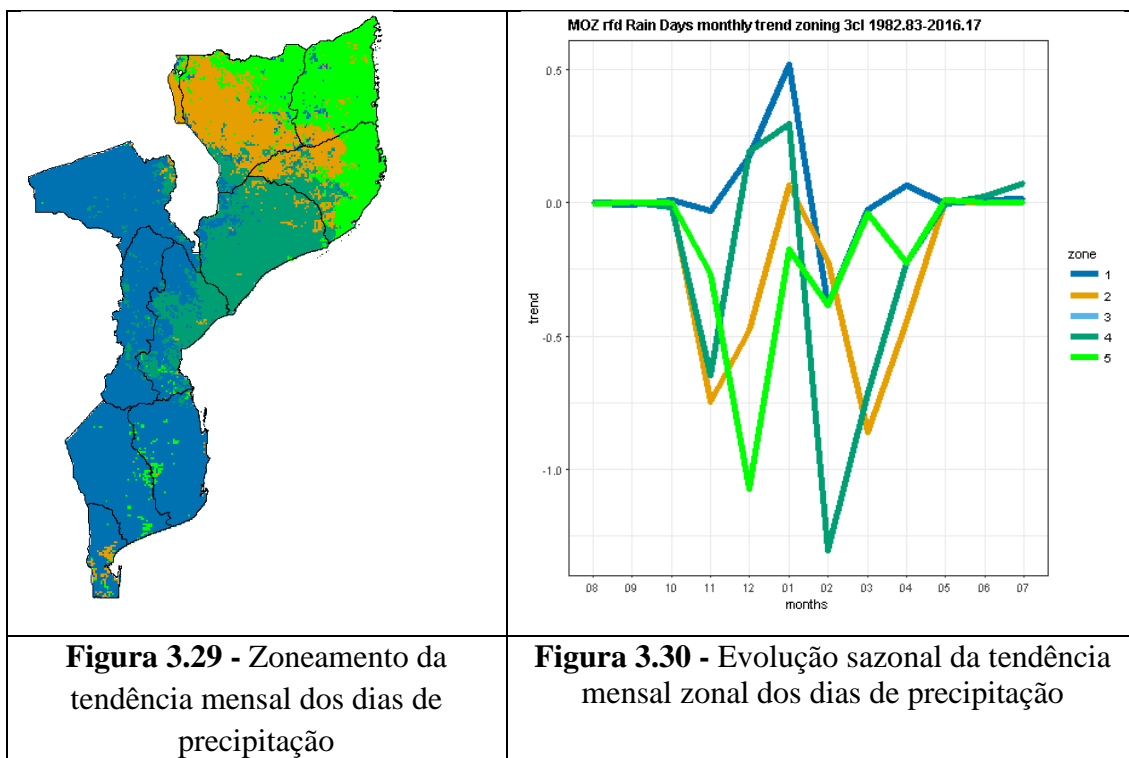 MOZ rfd Rain Days monthly trend zoning 3cl 1982.83-2016.17
0.5
0.0
-0.5
-1.0
trend
08 09 10 11 12 01 02 03 04 05 06 07
months
zone
1
2
3
4
5
Figura 3.29 - Zoneamento da
tendência mensal dos dias de
precipitação
Figura 3.30 - Evolução sazonal da tendência
mensal zonal dos dias de precipitação